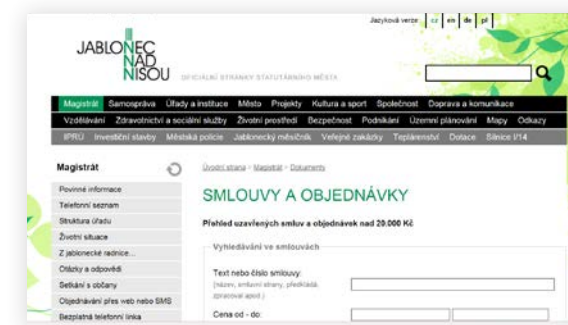 Jazyková verze cz en de pl
JABLONEC
NAD
NISOU
OFICIÁLNÍ STRÁNKY STATUTÁRNÍHO MĚSTA
Magistrát Samospráva Úřady a instituce Město Projekty Kultura a sport Společnost Doprava a komunikace
Vzdělávání Zdravotnictví a sociální služby Životní prostředí Bezpečnost Podnikání Územní plánování Mapy Odkazy
IPRÚ Investiční stavby Městská policie Jablonecký měsíčník Veřejné zakázky Teplárenství Dotace Silnice I/14
Magistrát
Povinné informace
Telefonní seznam
Struktura úřadu
Životní situace
Z jablonecké radnice...
Otázky a odpovědi
Setkání s občany
Objednávání přes web nebo SMS
Bezplatná telefonní linka
Úvodní strana > Magistrát > Dokumenty
SMLOUVY A OBJEDNÁVKY
Přehled uzavřených smluv a objednávek nad 20.000 Kč
Vyhledávání ve smlouvách
Text nebo číslo smlouvy:
(název, smluvní strany, předkládá,
zpracoval apod.)
Cena od - do: